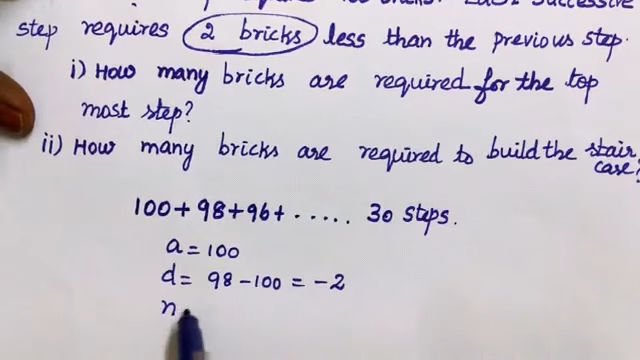 step requires 2 bricks less than the previous step.
i) How many bricks are required for the top
most step?
ii) How many bricks are required to build the stair
case?
100 + 98 + 96 + ..... 30 steps.
a = 100
d = 98 - 100 = -2
n